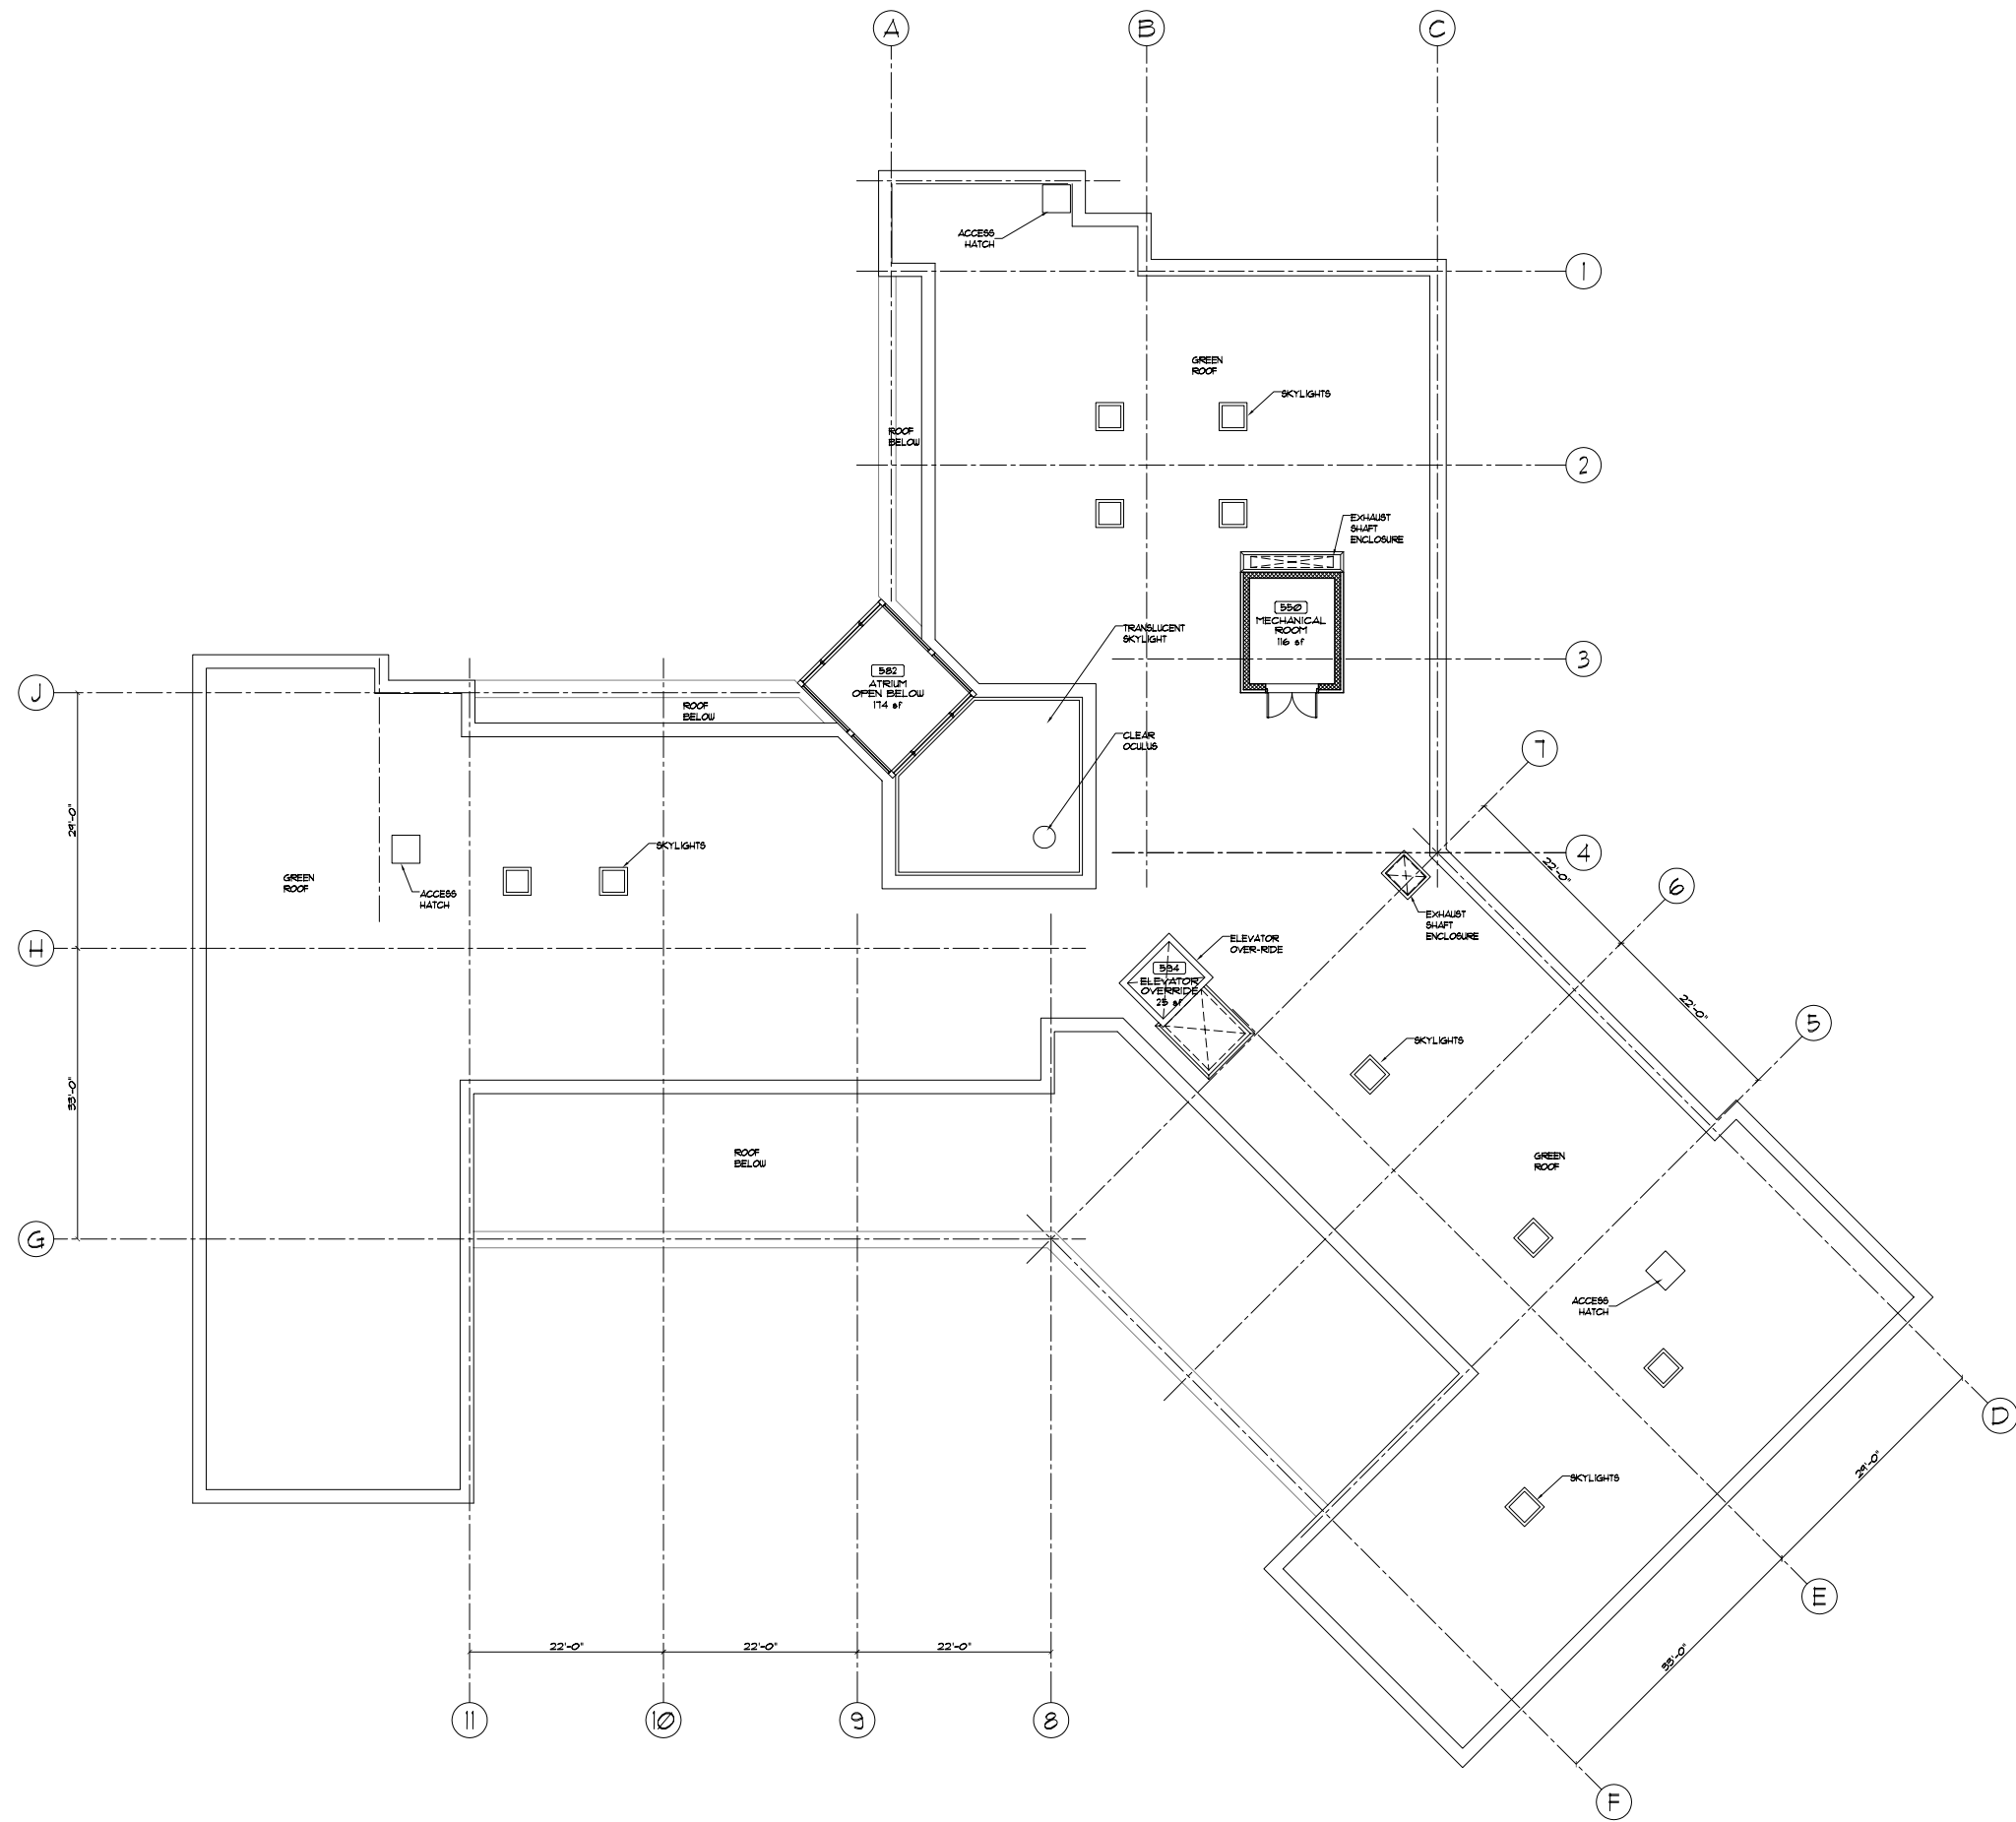 A
B
C
ACCESS
HATCH
1
GREEN
ROOF
SKYLIGHTS
ROOF
BELOW
2
EXHAUST
SHAFT
ENCLOSURE
550
MECHANICAL
ROOM
116 sf
TRANSLUCENT
SKYLIGHT
3
582
ATRIUM
OPEN BELOW
174 sf
J
ROOF
BELOW
CLEAR
OCULUS
7
29'-0"
SKYLIGHTS
4
22'-0"
GREEN
ROOF
ACCESS
HATCH
6
EXHAUST
SHAFT
ENCLOSURE
H
ELEVATOR
OVER-RIDE
594
ELEVATOR
OVERRIDE
25 sf
22'-0"
5
SKYLIGHTS
33'-0"
ROOF
BELOW
GREEN
ROOF
G
ACCESS
HATCH
D
29'-0"
SKYLIGHTS
E
22'-0"
22'-0"
22'-0"
33'-0"
11
10
9
8
F